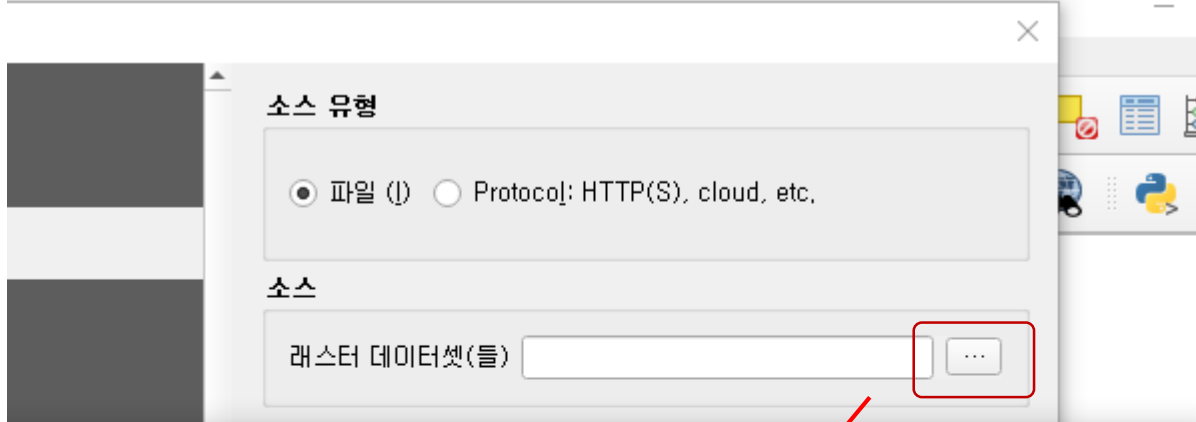 소스 유형
파일 (I) Protocol: HTTP(S), cloud, etc.
소스
래스터 데이터셋(들) ...